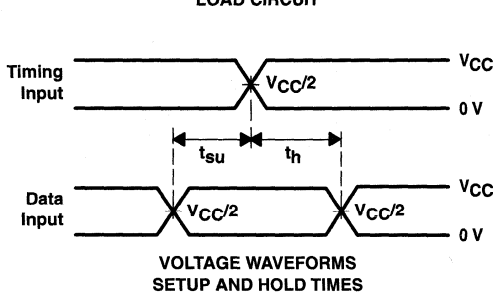 LOAD CIRCUIT
Timing
Input
VCC
VCC/2
0 V
tsu
th
Data
Input
VCC
VCC/2
VCC/2
0 V
VOLTAGE WAVEFORMS
SETUP AND HOLD TIMES